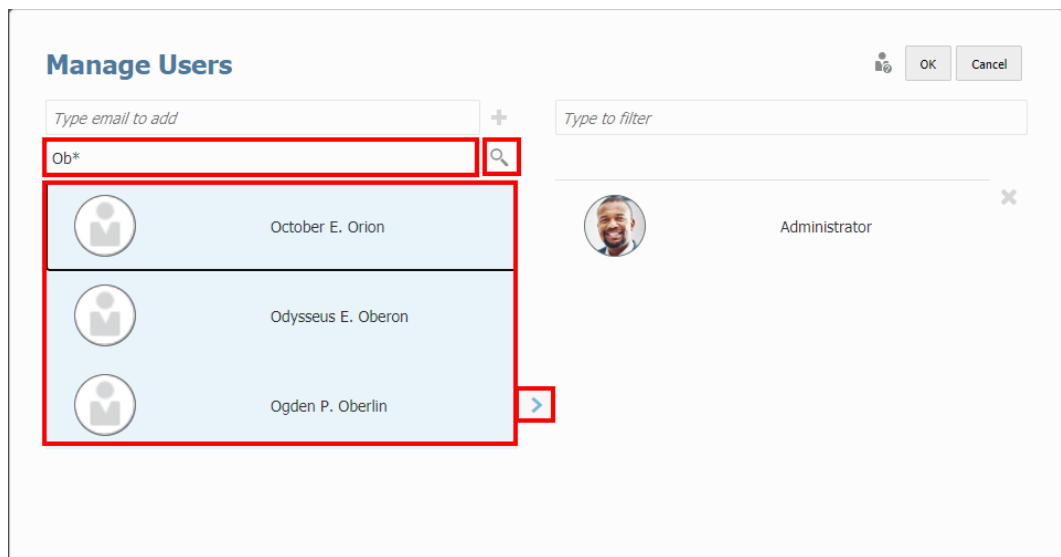 Manage Users
OK
Cancel
Type email to add
Type to filter
Ob*
October E. Orion
Administrator
Odysseus E. Oberon
Ogden P. Oberlin